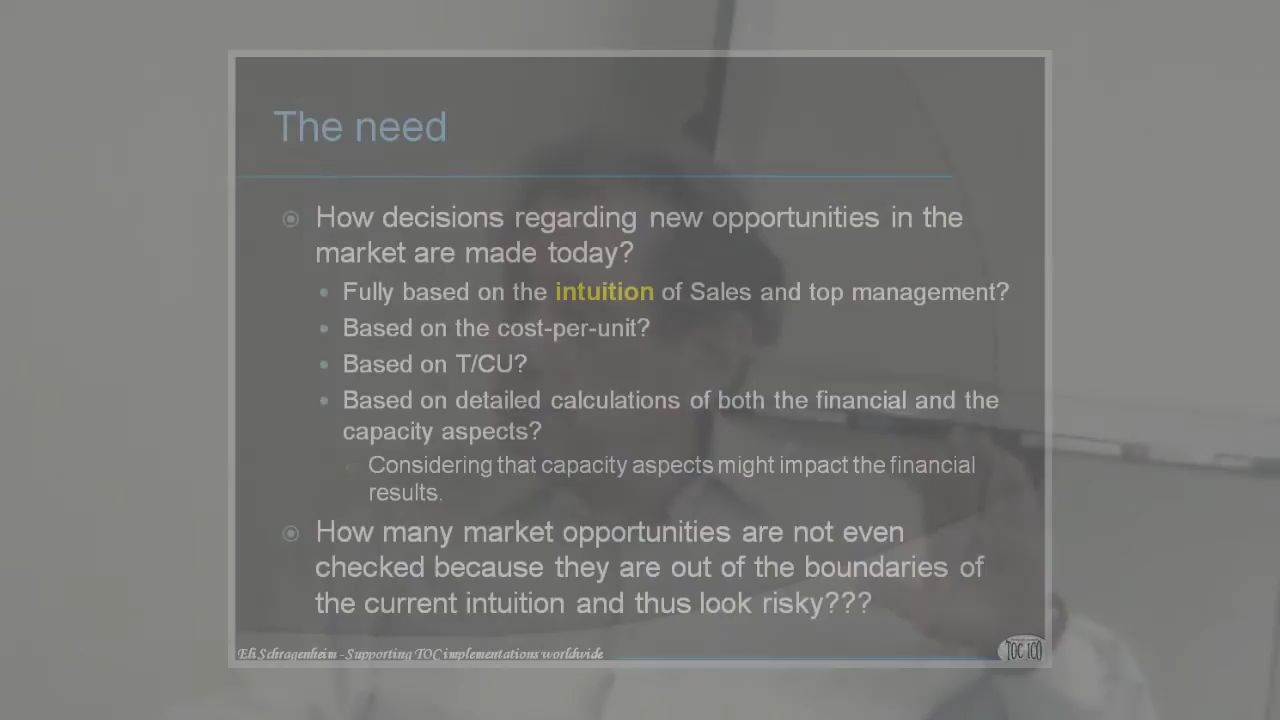 The need
How decisions regarding new opportunities in the
market are made today?
Fully based on the intuition of Sales and top management?
Based on the cost-per-unit?
Based on T/CU?
Based on detailed calculations of both the financial and the
capacity aspects?
Considering that capacity aspects might impact the financial
results.
How many market opportunities are not even
checked because they are out of the boundaries of
the current intuition and thus look risky???
Eli Schragenheim -Supporting TOC implementations worldwide
TOC ICO